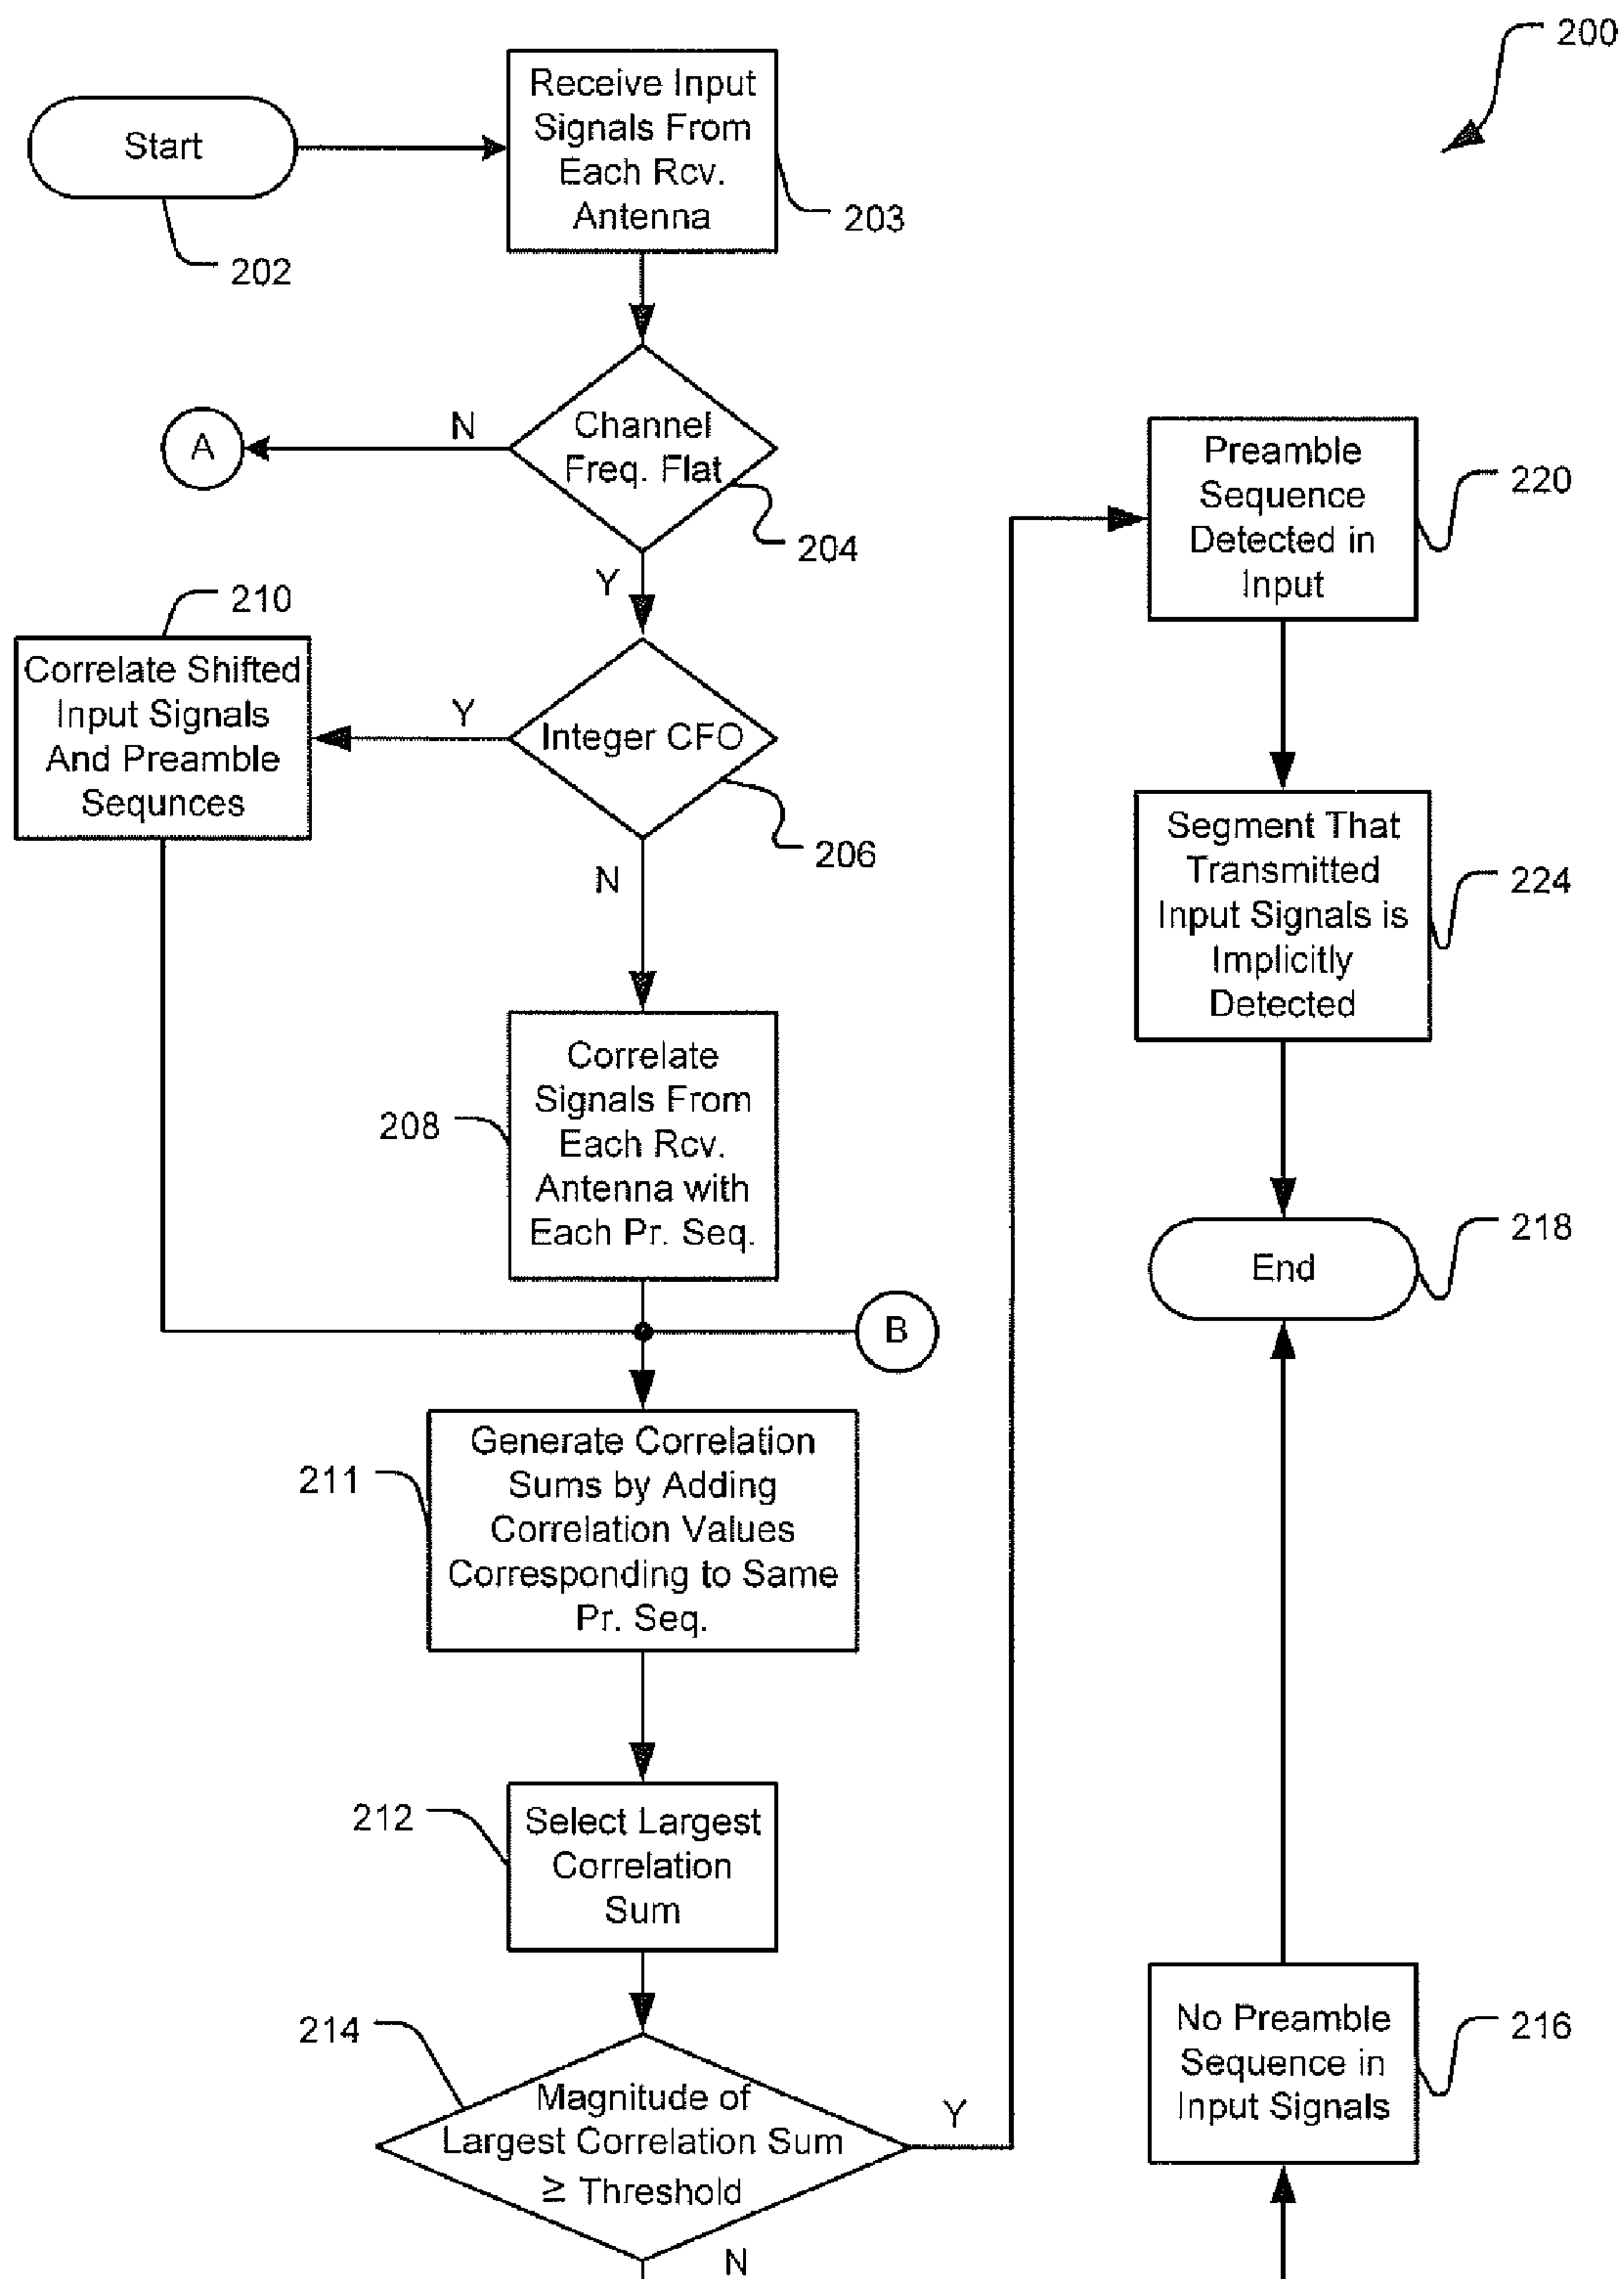 200
Start
202
Receive Input
Signals From
Each Rcv.
Antenna
203
Channel
Freq. Flat
204
N
A
Y
Integer CFO
206
Y
210
Correlate Shifted
Input Signals
And Preamble
Sequnces
N
Correlate
Signals From
Each Rcv.
Antenna with
Each Pr. Seq.
208
B
Generate Correlation
Sums by Adding
Correlation Values
Corresponding to Same
Pr. Seq.
211
Select Largest
Correlation
Sum
212
214
Magnitude of
Largest Correlation Sum
≥ Threshold
Y
N
Preamble
Sequence
Detected in
Input
220
Segment That
Transmitted
Input Signals is
Implicitly
Detected
224
End
218
No Preamble
Sequence in
Input Signals
216